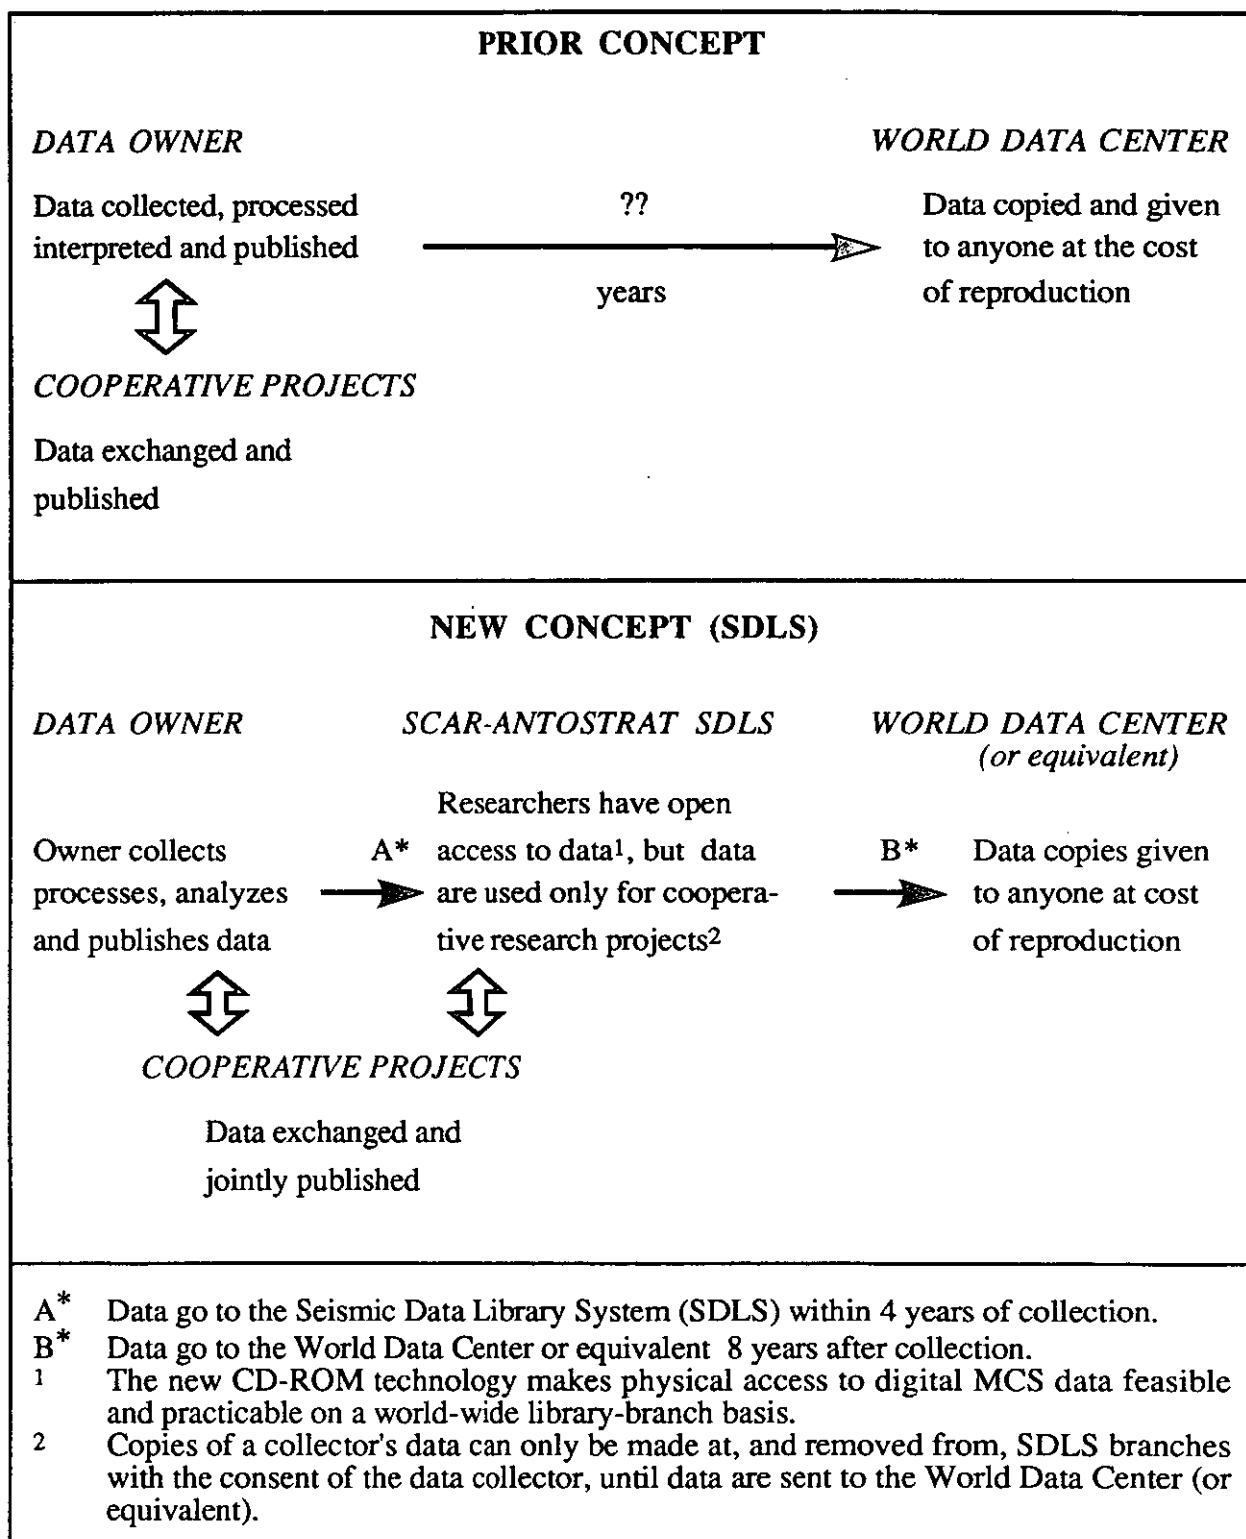 PRIOR CONCEPT
DATA OWNER
Data collected, processed
interpreted and published
??
years
WORLD DATA CENTER
Data copied and given
to anyone at the cost
of reproduction
COOPERATIVE PROJECTS
Data exchanged and
published
NEW CONCEPT (SDLS)
DATA OWNER
Owner collects
processes, analyzes
and publishes data
A*
SCAR-ANTOSTRAT SDLS
Researchers have open
access to data1, but data
are used only for coopera-
tive research projects2
B*
WORLD DATA CENTER
(or equivalent)
Data copies given
to anyone at cost
of reproduction
COOPERATIVE PROJECTS
Data exchanged and
jointly published
A* Data go to the Seismic Data Library System (SDLS) within 4 years of collection.
B* Data go to the World Data Center or equivalent 8 years after collection.
1 The new CD-ROM technology makes physical access to digital MCS data feasible
and practicable on a world-wide library-branch basis.
2 Copies of a collector's data can only be made at, and removed from, SDLS branches
with the consent of the data collector, until data are sent to the World Data Center (or
equivalent).